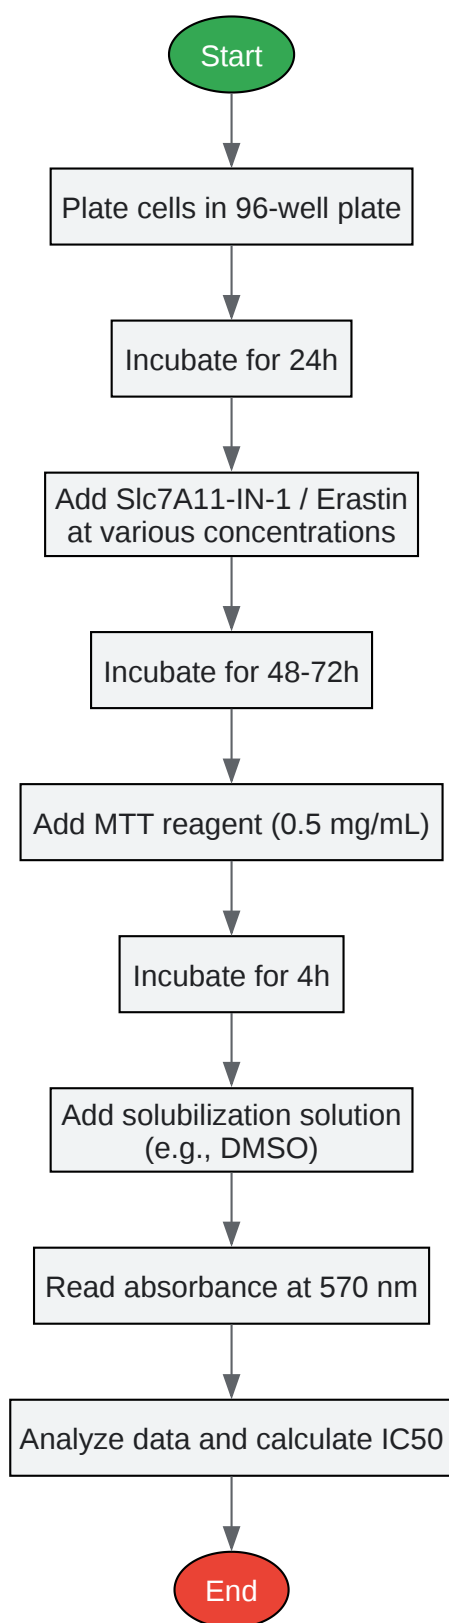 Start
Plate cells in 96-well plate
Incubate for 24h
Add Slc7A11-IN-1 / Erastin
at various concentrations
Incubate for 48-72h
Add MTT reagent (0.5 mg/mL)
Incubate for 4h
Add solubilization solution
(e.g., DMSO)
Read absorbance at 570 nm
Analyze data and calculate IC50
End